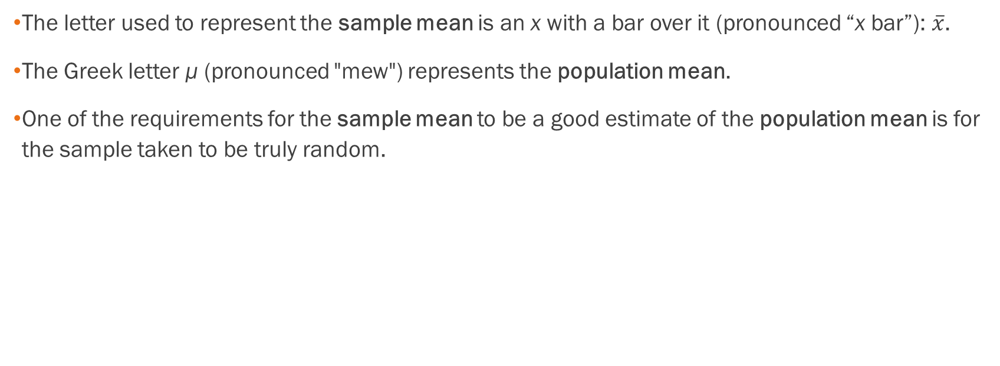 •The letter used to represent the sample mean is an x with a bar over it (pronounced “x bar”): x̅.
•The Greek letter μ (pronounced "mew") represents the population mean.
•One of the requirements for the sample mean to be a good estimate of the population mean is for
the sample taken to be truly random.